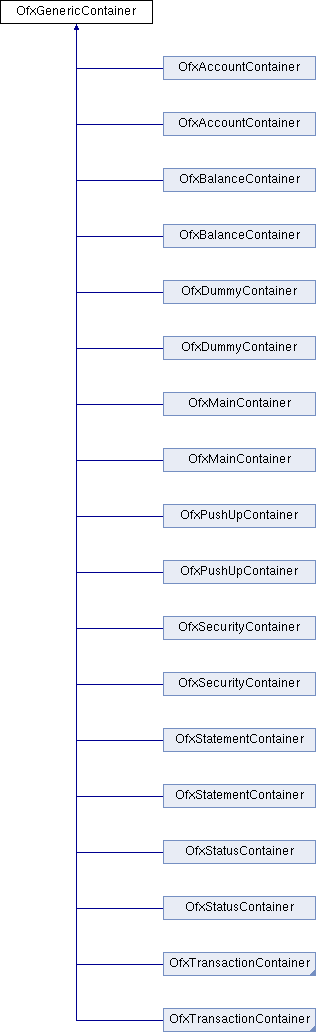 OfxGenericContainer
OfxAccountContainer
OfxAccountContainer
OfxBalanceContainer
OfxBalanceContainer
OfxDummyContainer
OfxDummyContainer
OfxMainContainer
OfxMainContainer
OfxPushUpContainer
OfxPushUpContainer
OfxSecurityContainer
OfxSecurityContainer
OfxStatementContainer
OfxStatementContainer
OfxStatusContainer
OfxStatusContainer
OfxTransactionContainer
OfxTransactionContainer